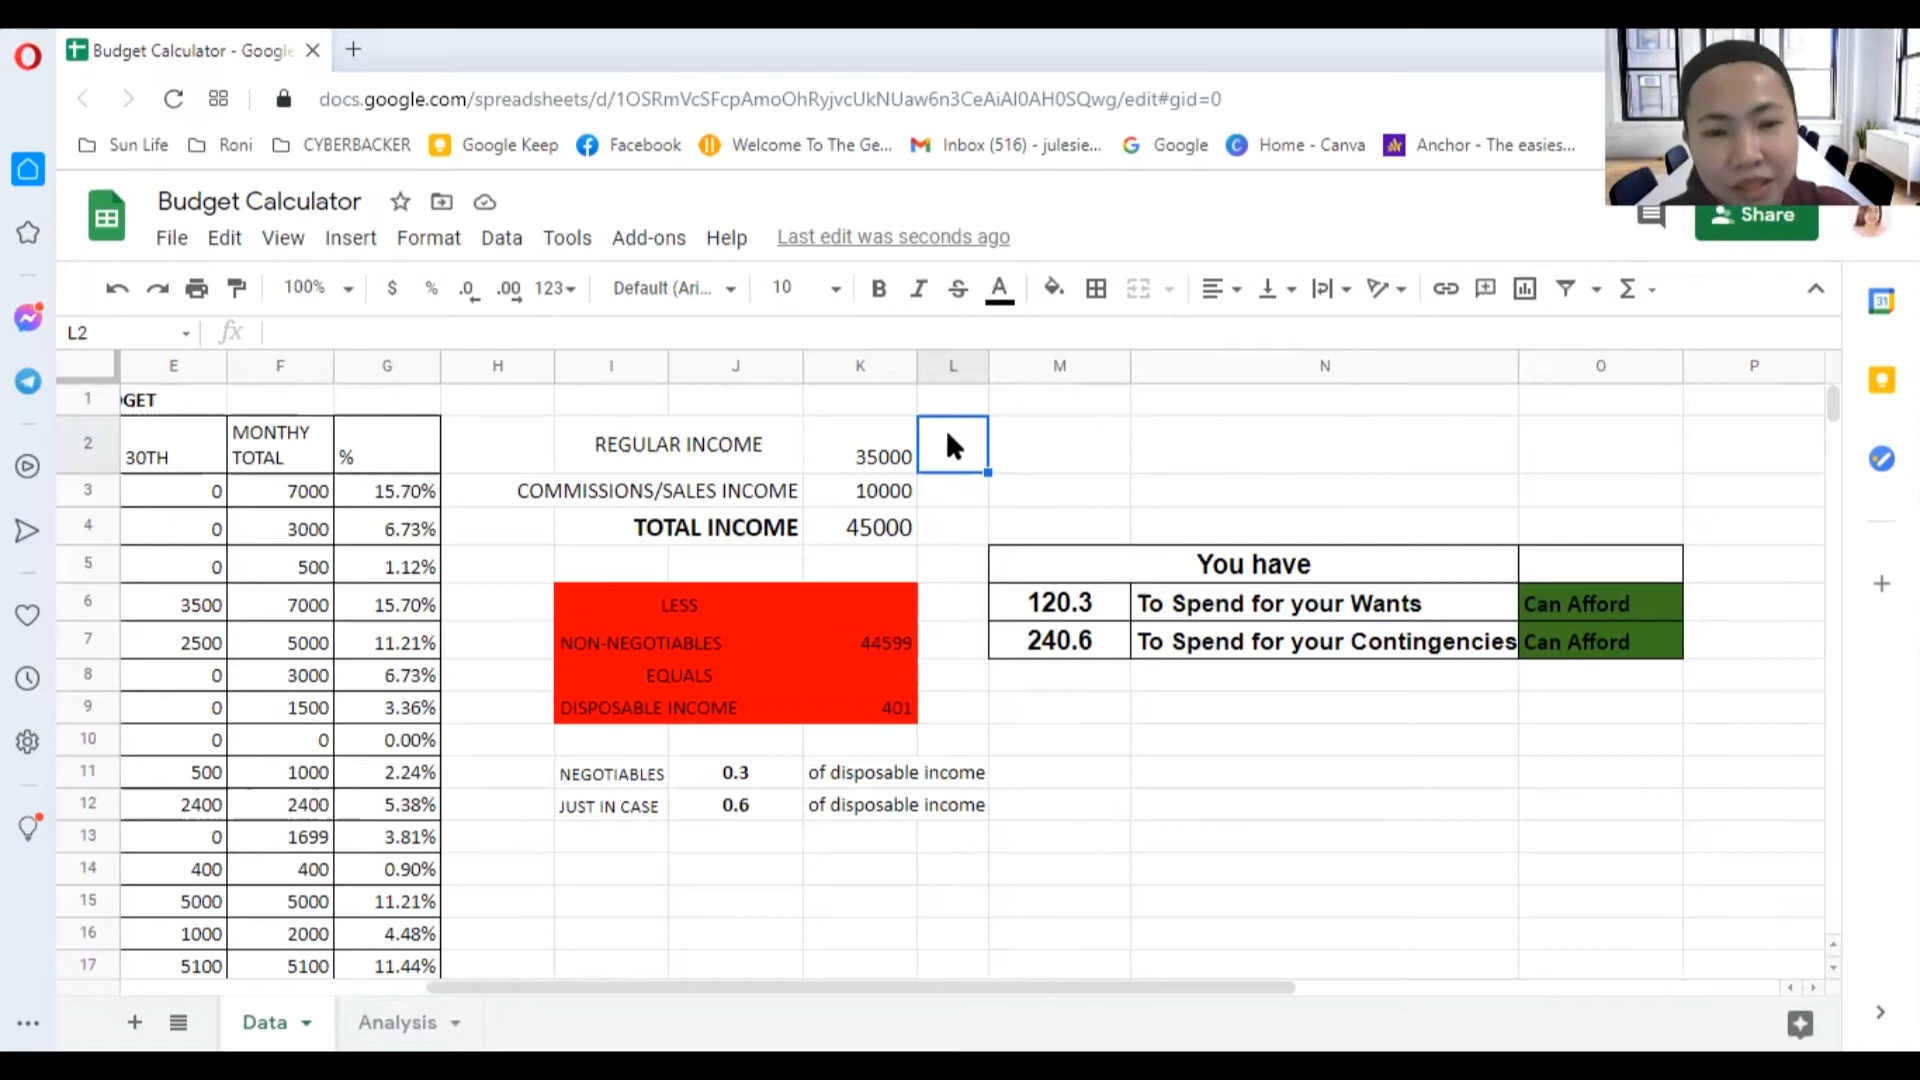 Budget Calculator - Google
docs.google.com/spreadsheets/d/1OSRmVcSFcpAmoOhRyjvcUkNUaw6n3CeAiAI0AH0SQwg/edit#gid=0
Sun Life Roni CYBERBACKER Google Keep Facebook Welcome To The Ge... Inbox (516) - julesie... Google Home - Canva Anchor - The easies...
Budget Calculator
Share
File Edit View Insert Format Data Tools Add-ons Help Last edit was seconds ago
100% $ % .0 .00 123 Default (Ari... 10 B I S A Σ
31
L2 fx
E F G H I J K L M N O P
1 GET
2 30TH MONTHY TOTAL % REGULAR INCOME 35000
3 0 7000 15.70% COMMISSIONS/SALES INCOME 10000
4 0 3000 6.73% TOTAL INCOME 45000
5 0 500 1.12% You have
6 3500 7000 15.70% LESS 120.3 To Spend for your Wants Can Afford
7 2500 5000 11.21% NON-NEGOTIABLES 44599 240.6 To Spend for your Contingencies Can Afford
8 0 3000 6.73% EQUALS
9 0 1500 3.36% DISPOSABLE INCOME 401
10 0 0 0.00%
11 500 1000 2.24% NEGOTIABLES 0.3 of disposable income
12 2400 2400 5.38% JUST IN CASE 0.6 of disposable income
13 0 1699 3.81%
14 400 400 0.90%
15 5000 5000 11.21%
16 1000 2000 4.48%
17 5100 5100 11.44%
Data Analysis